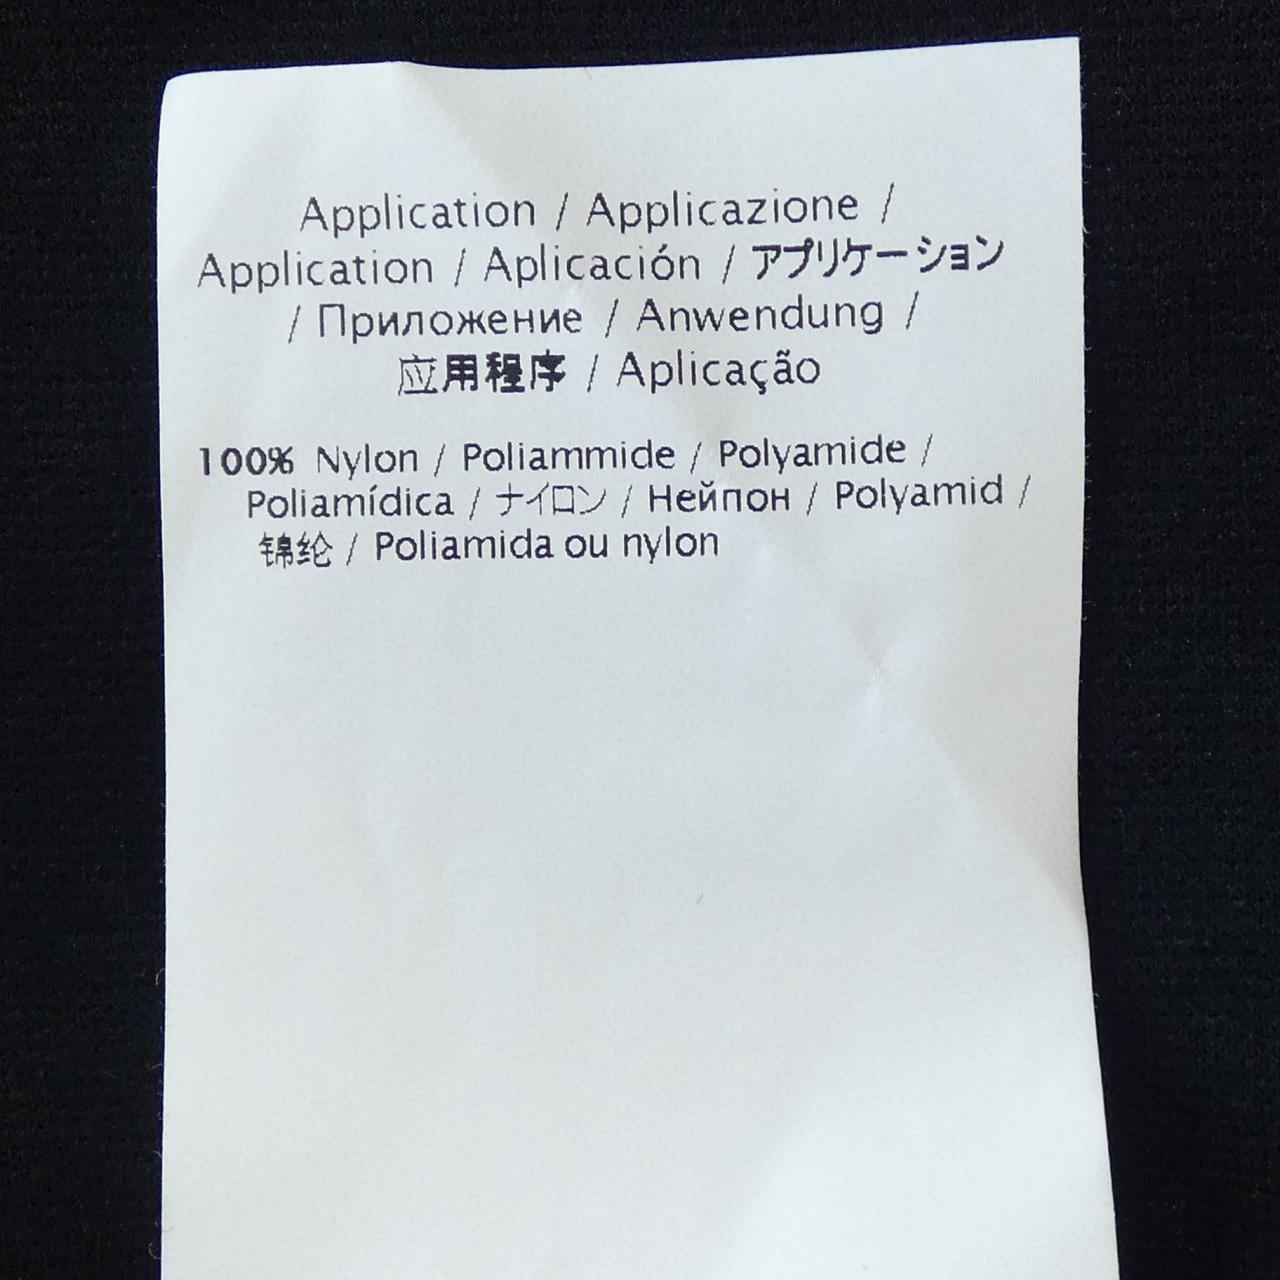 Application / Applicazione /
Application / Aplicación / アプリケーション
/ Приложение / Anwendung /
应用程序 / Aplicação
100% Nylon / Poliammide / Polyamide /
Poliamídica / ナイロン / Нейпон / Polyamid /
锦纶 / Poliamida ou nylon